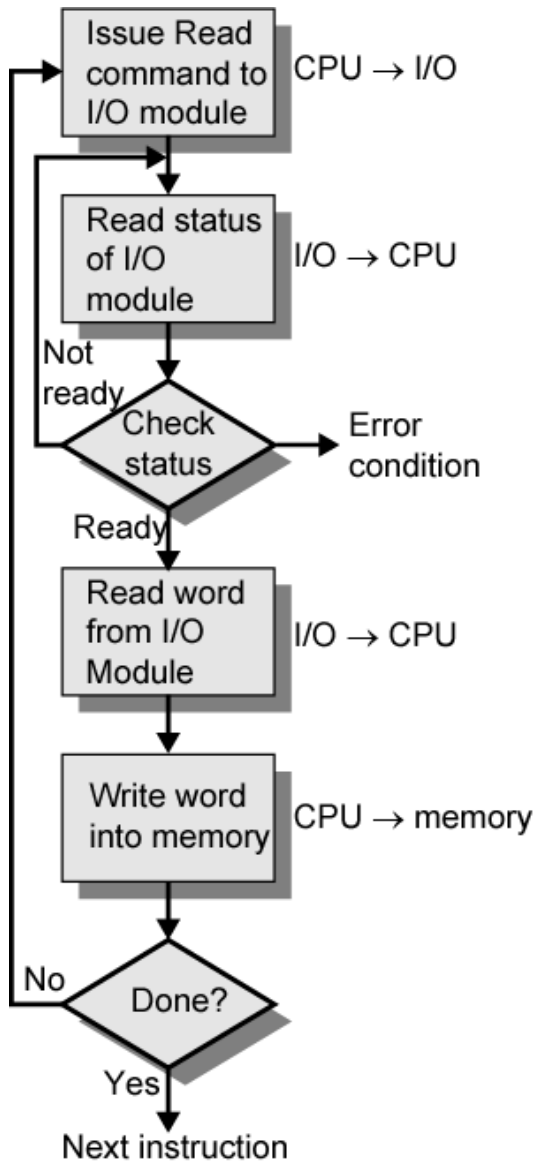 Issue Read
command to
I/O module
CPU → I/O
Read status
of I/O
module
I/O → CPU
Not
ready
Check
status
Error
condition
Ready
Read word
from I/O
Module
I/O → CPU
Write word
into memory
CPU → memory
No
Done?
Yes
Next instruction